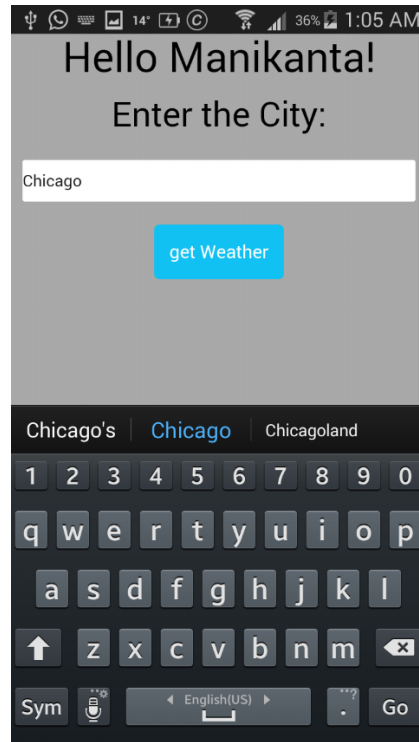 14° C 36% 1:05 AM
Hello Manikanta!
Enter the City:
Chicago
get Weather
Chicago's Chicago Chicagoland
1 2 3 4 5 6 7 8 9 0
q w e r t y u i o p
a s d f g h j k l
z x c v b n m
Sym English(US) . Go